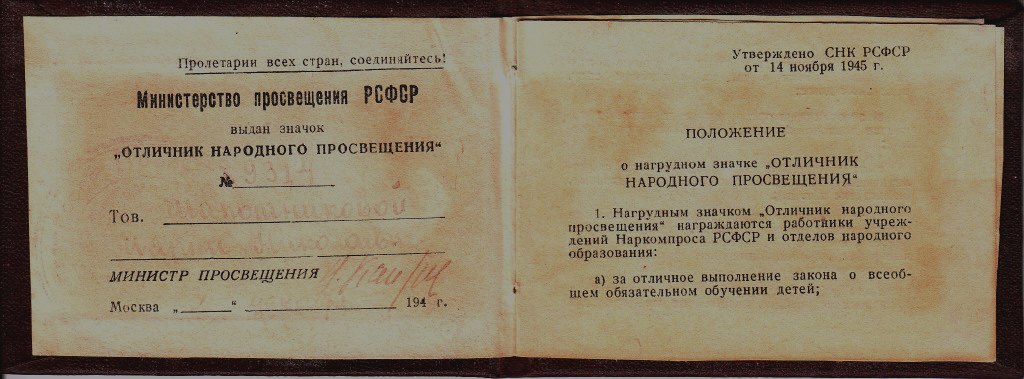 Пролетарии всех стран, соединяйтесь!
Министерство просвещения РСФСР
выдан значок
„ОТЛИЧНИК НАРОДНОГО ПРОСВЕЩЕНИЯ“
№
Тов.
МИНИСТР ПРОСВЕЩЕНИЯ
Москва „ “ 194 г.
Утверждено СНК РСФСР
от 14 ноября 1945 г.
ПОЛОЖЕНИЕ
о нагрудном значке „ОТЛИЧНИК
НАРОДНОГО ПРОСВЕЩЕНИЯ“
1. Нагрудным значком „Отличник народного
просвещения“ награждаются работники учреж-
дений Наркомпроса РСФСР и отделов народного
образования:
а) за отличное выполнение закона о всеоб-
щем обязательном обучении детей;